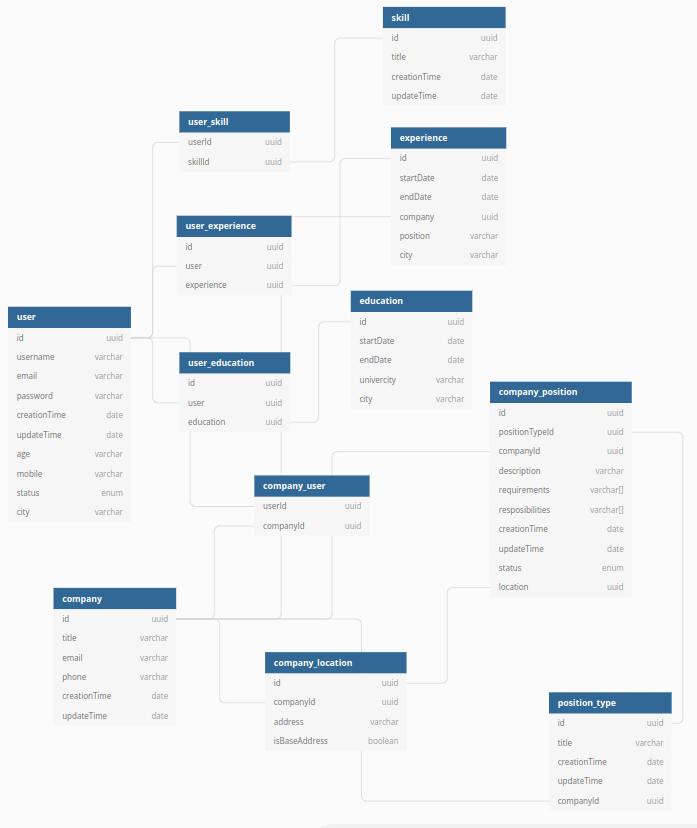 skill
id uuid
title varchar
creationTime date
updateTime date
user_skill
userId uuid
skillId uuid
experience
id uuid
startDate date
endDate date
company uuid
position varchar
city varchar
user_experience
id uuid
user uuid
experience uuid
user
id uuid
username varchar
email varchar
password varchar
creationTime date
updateTime date
age varchar
mobile varchar
status enum
city varchar
education
id uuid
startDate date
endDate date
univercity varchar
city varchar
user_education
id uuid
user uuid
education uuid
company_position
id uuid
positionTypeId uuid
companyId uuid
description varchar
requirements varchar[]
resposibilities varchar[]
creationTime date
updateTime date
status enum
location uuid
company_user
userId uuid
companyId uuid
company
id uuid
title varchar
email varchar
phone varchar
creationTime date
updateTime date
company_location
id uuid
companyId uuid
address varchar
isBaseAddress boolean
position_type
id uuid
title varchar
creationTime date
updateTime date
companyId uuid